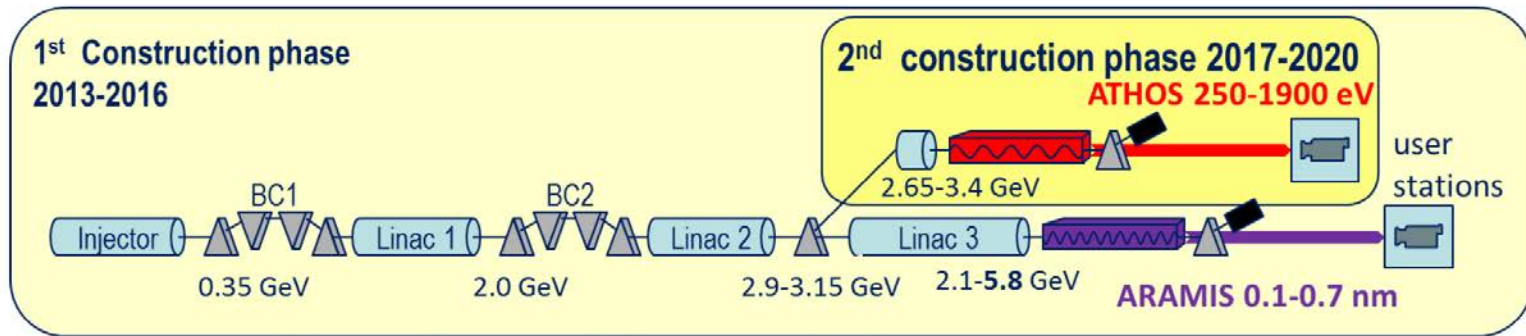 1st Construction phase
2013-2016
2nd construction phase 2017-2020
ATHOS 250-1900 eV
user
stations
2.65-3.4 GeV
BC1
BC2
Injector
Linac 1
Linac 2
Linac 3
0.35 GeV
2.0 GeV
2.9-3.15 GeV
2.1-5.8 GeV
ARAMIS 0.1-0.7 nm